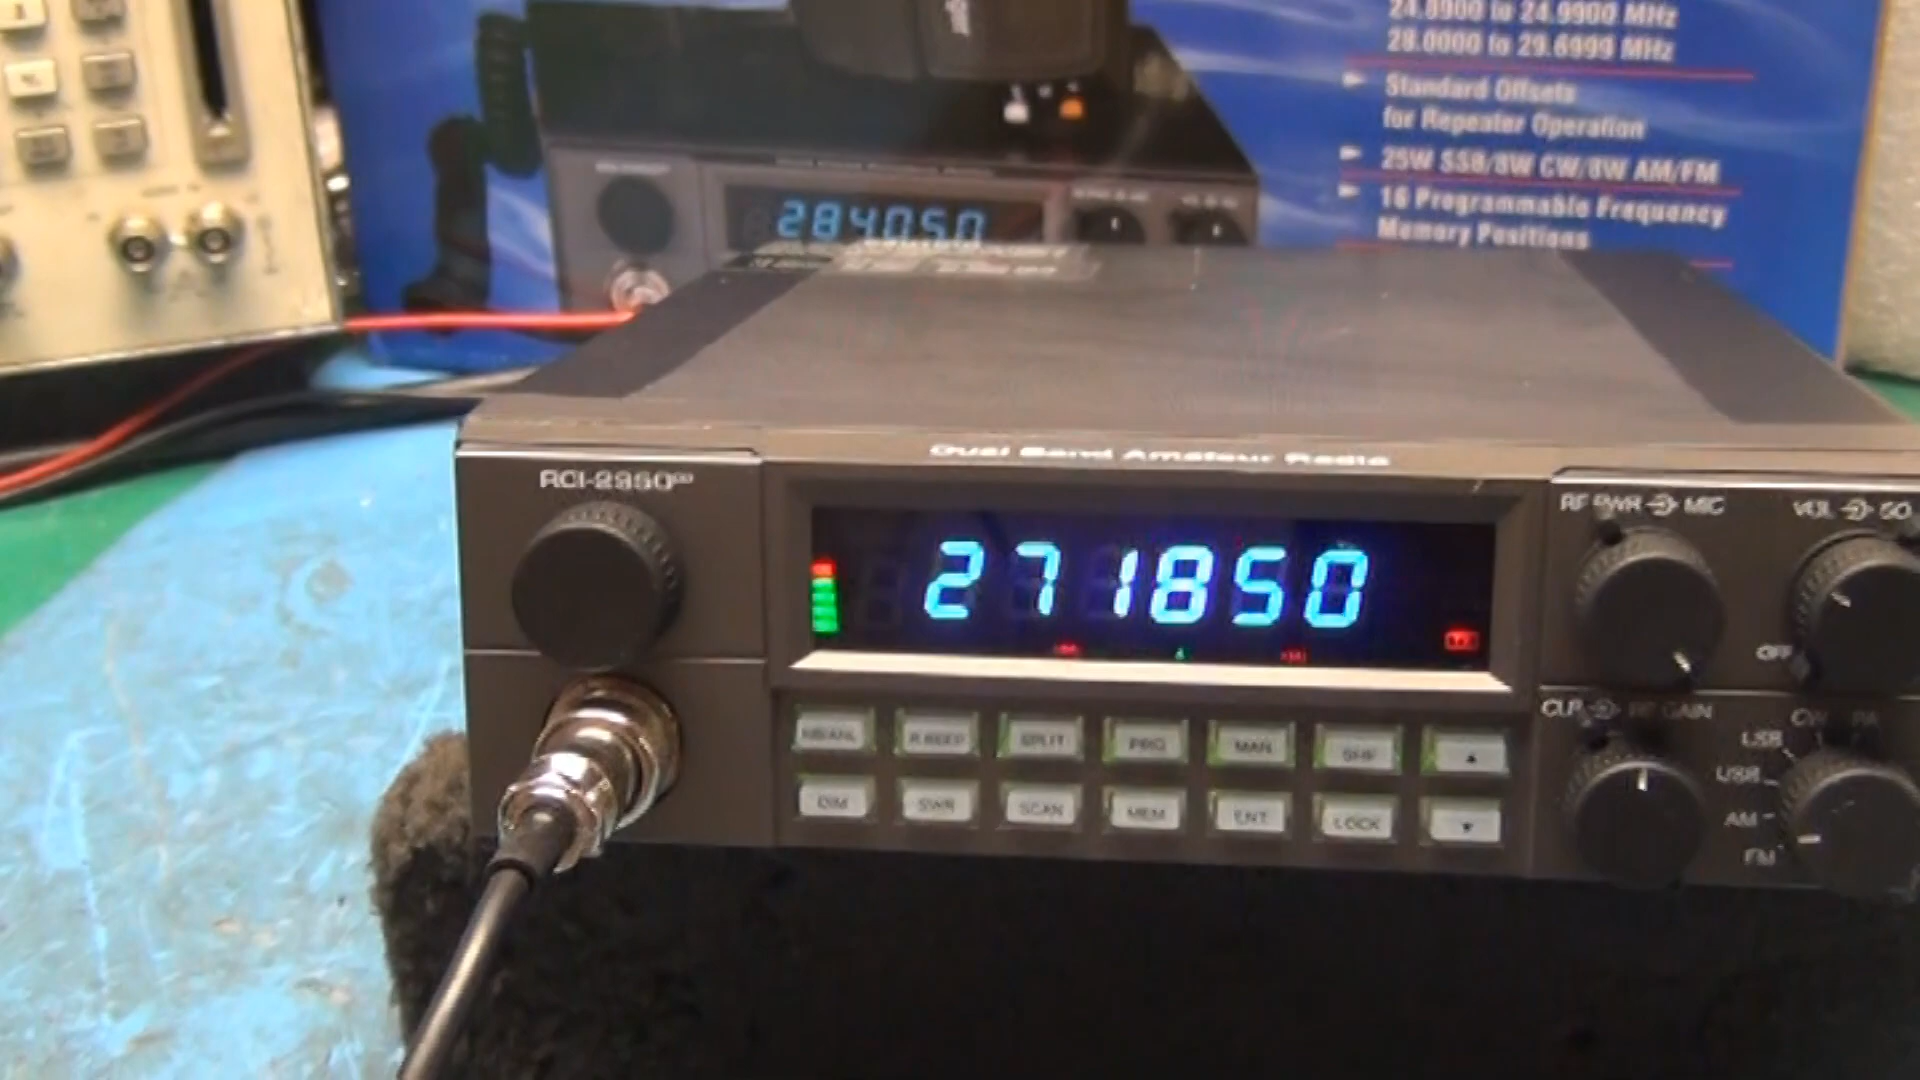 24.8900 to 24.9900 MHz
28.0000 to 29.6999 MHz
Standard Offsets
for Repeater Operation
25W SSB/8W CW/8W AM/FM
16 Programmable Frequency
Memory Positions
284050
Dual Band Amateur Radio
RCI-2950
RF PWR MIC
VOL SQ
271850
OFF
NB/ANL R.BEEP SPLIT PRG MAN SHF ▲
DIM SWR SCAN MEM ENT LOCK ▼
RF GAIN
CW PA
LSB
USB
AM
FM